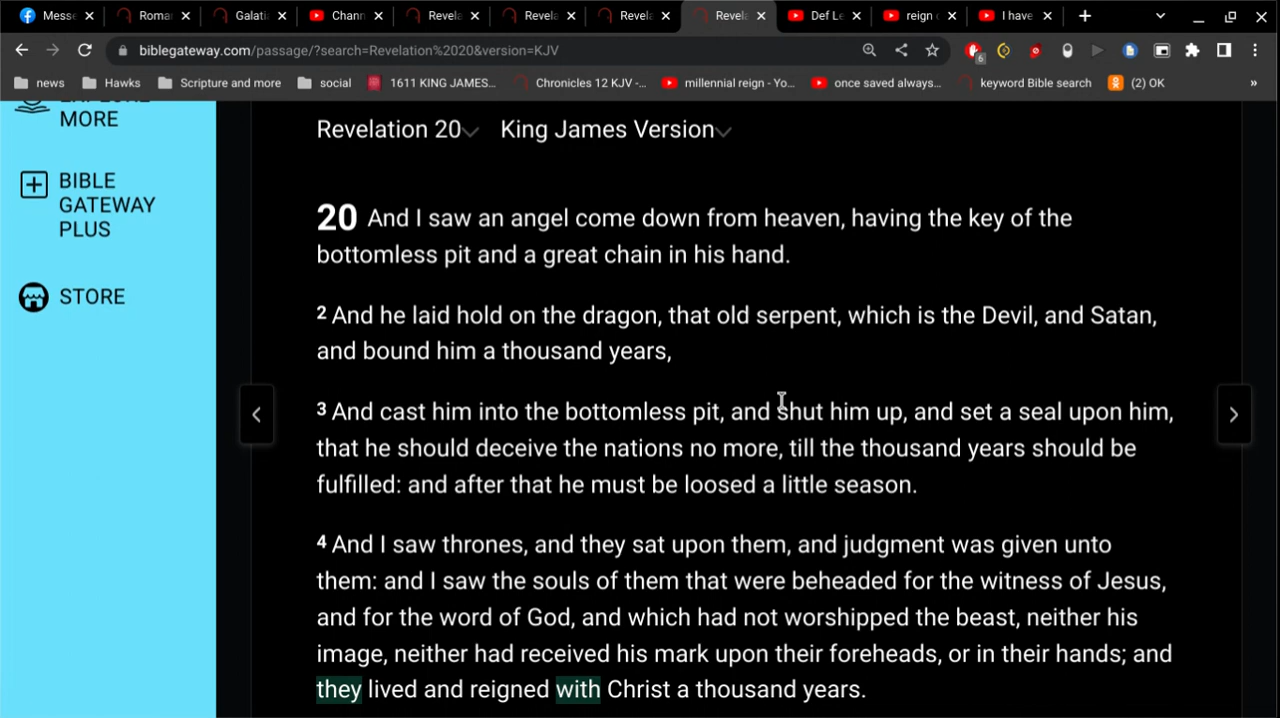 Messe
Roma
Galati
Chann
Revela
Revela
Revela
Revela
Def Le
reign
I have
biblegateway.com/passage/?search=Revelation%2020&version=KJV
6
news
Hawks
Scripture and more
social
1611 KING JAMES...
Chronicles 12 KJV -...
millennial reign - Yo...
once saved always...
keyword Bible search
(2) OK
»
EXPLORE
MORE
BIBLE
GATEWAY
PLUS
STORE
Revelation 20 King James Version
20 And I saw an angel come down from heaven, having the key of the
bottomless pit and a great chain in his hand.
2 And he laid hold on the dragon, that old serpent, which is the Devil, and Satan,
and bound him a thousand years,
3 And cast him into the bottomless pit, and shut him up, and set a seal upon him,
that he should deceive the nations no more, till the thousand years should be
fulfilled: and after that he must be loosed a little season.
4 And I saw thrones, and they sat upon them, and judgment was given unto
them: and I saw the souls of them that were beheaded for the witness of Jesus,
and for the word of God, and which had not worshipped the beast, neither his
image, neither had received his mark upon their foreheads, or in their hands; and
they lived and reigned with Christ a thousand years.